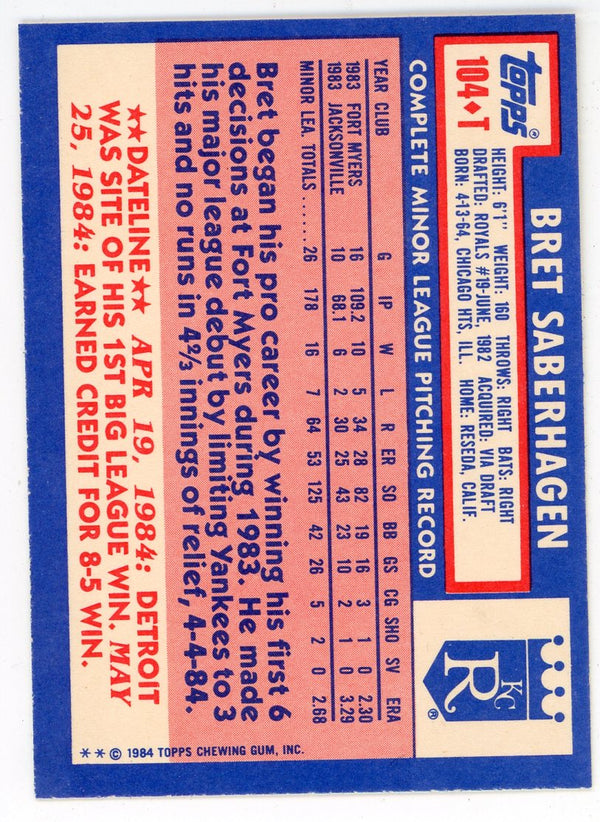 topps®
104♦T
BRET SABERHAGEN
HEIGHT: 6'1" WEIGHT: 160 THROWS: RIGHT BATS: RIGHT
DRAFTED: ROYALS #19-JUNE, 1982 ACQUIRED: VIA DRAFT
BORN: 4-13-64, CHICAGO HTS, ILL. HOME: RESEDA, CALIF.
KC
R
®
COMPLETE MINOR LEAGUE PITCHING RECORD
YEAR CLUB G IP W L R ER SO BB GS CG SHO SV ERA
1983 FORT MYERS 16 109.2 10 5 34 28 82 19 16 3 1 0 2.30
1983 JACKSONVILLE 10 68.1 6 2 30 25 43 23 10 2 1 0 3.29
MINOR LEA. TOTALS ...... 26 178 16 7 64 53 125 42 26 5 2 0 2.68
Bret began his pro career by winning his first 6
decisions at Fort Myers during 1983. He made
his major league debut by limiting Yankees to 3
hits and no runs in 4⅔ innings of relief, 4-4-84.
★★DATELINE★★ APR 19, 1984: DETROIT
WAS SITE OF HIS 1ST BIG LEAGUE WIN. MAY
25, 1984: EARNED CREDIT FOR 8-5 WIN.
** © 1984 TOPPS CHEWING GUM, INC.